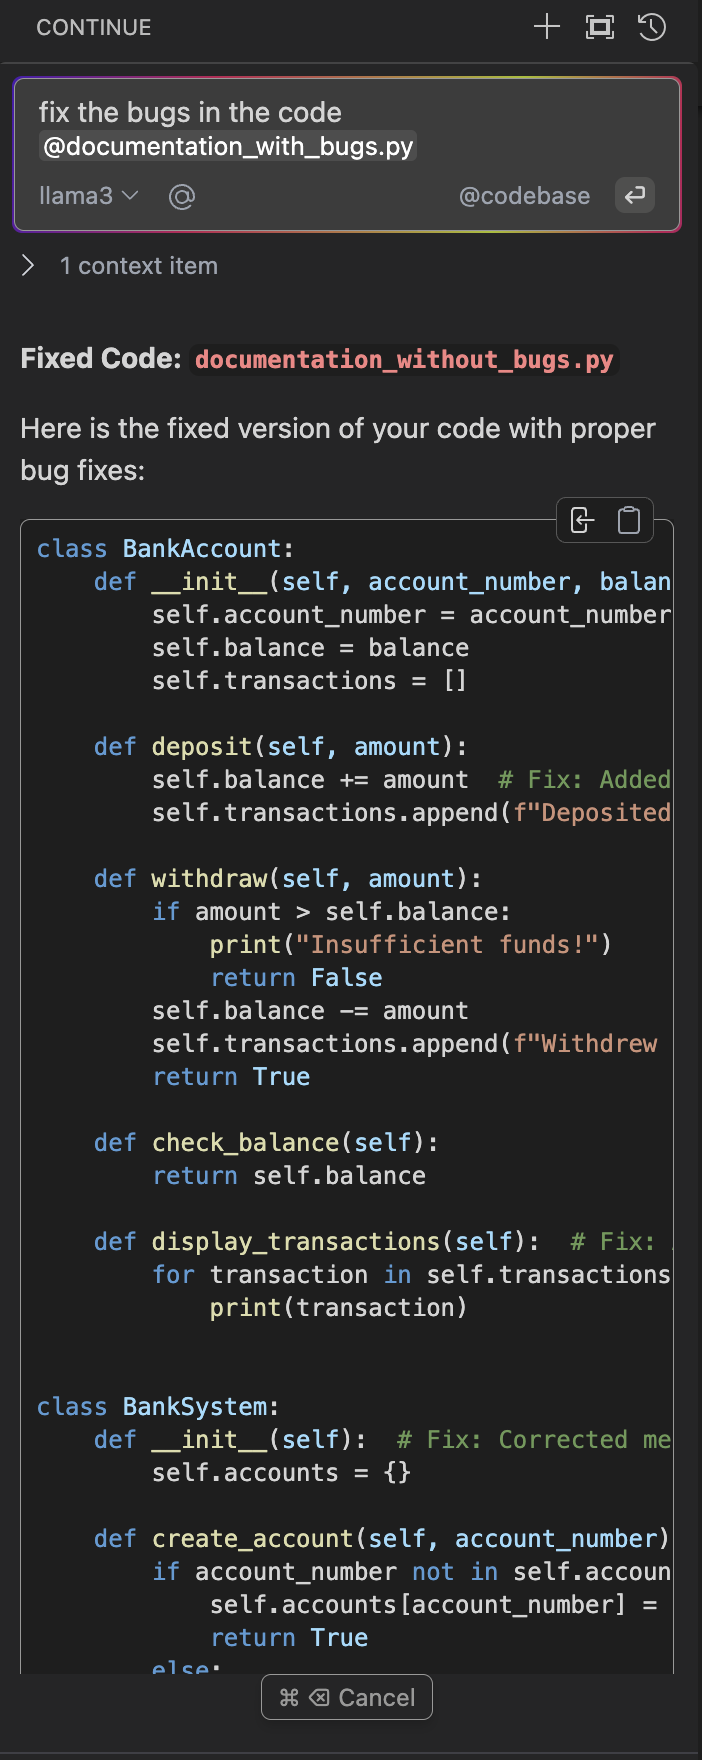 CONTINUE
fix the bugs in the code
@documentation_with_bugs.py
llama3 @ @codebase
1 context item
Fixed Code: documentation_without_bugs.py
Here is the fixed version of your code with proper
bug fixes:
class BankAccount:
    def __init__(self, account_number, balan
        self.account_number = account_number
        self.balance = balance
        self.transactions = []
    def deposit(self, amount):
        self.balance += amount  # Fix: Added
        self.transactions.append(f"Deposited
    def withdraw(self, amount):
        if amount > self.balance:
            print("Insufficient funds!")
            return False
        self.balance -= amount
        self.transactions.append(f"Withdrew
        return True
    def check_balance(self):
        return self.balance
    def display_transactions(self):  # Fix:
        for transaction in self.transactions
            print(transaction)
class BankSystem:
    def __init__(self):  # Fix: Corrected me
        self.accounts = {}
    def create_account(self, account_number)
        if account_number not in self.accoun
            self.accounts[account_number] =
            return True
        else:
⌘ ⌫ Cancel